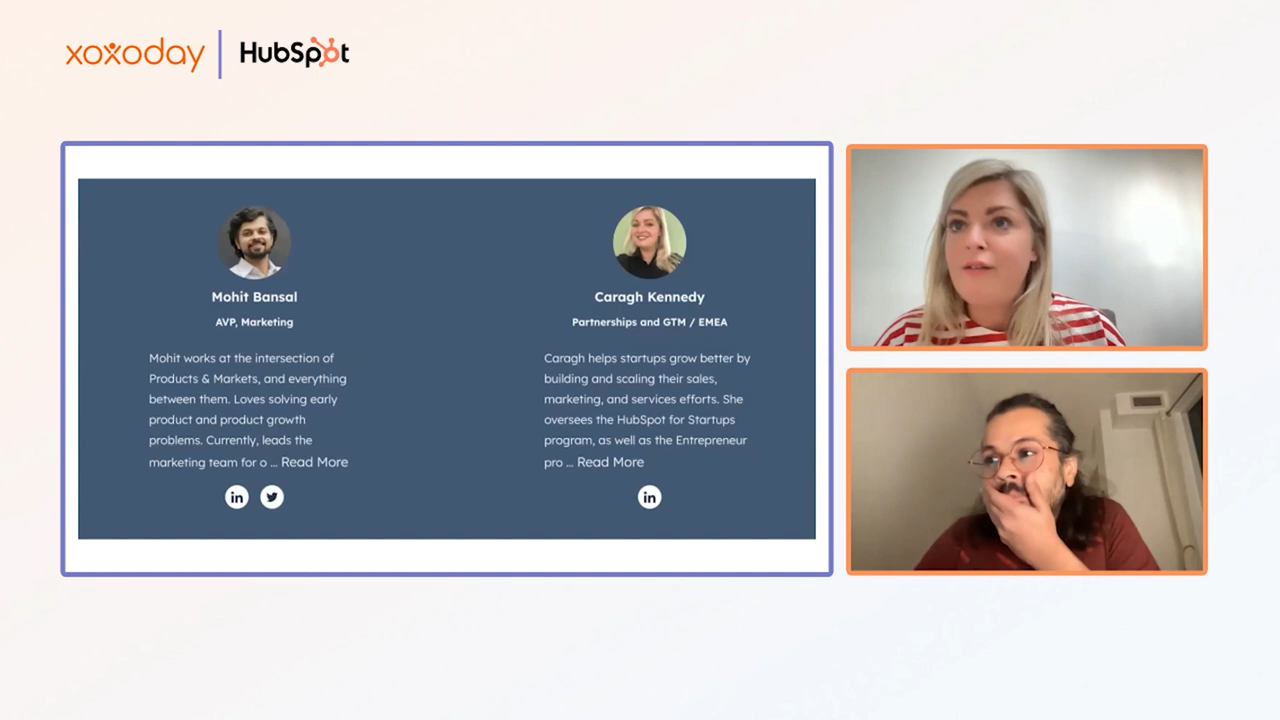 xoxoday
HubSpot
Mohit Bansal
AVP, Marketing
Mohit works at the intersection of
Products & Markets, and everything
between them. Loves solving early
product and product growth
problems. Currently, leads the
marketing team for o ... Read More
in
Caragh Kennedy
Partnerships and GTM / EMEA
Caragh helps startups grow better by
building and scaling their sales,
marketing, and services efforts. She
oversees the HubSpot for Startups
program, as well as the Entrepreneur
pro ... Read More
in